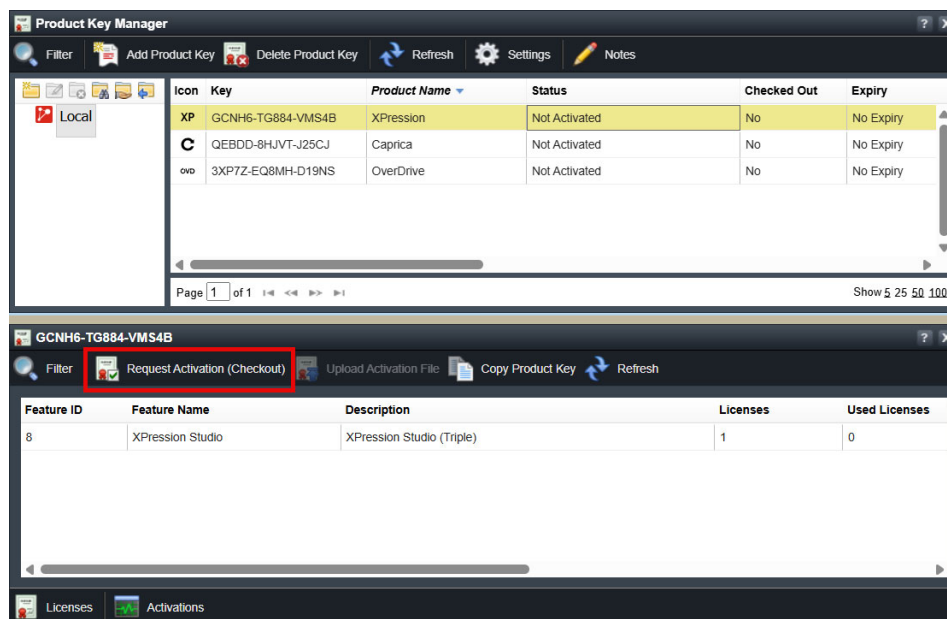 Product Key Manager ? X
Filter Add Product Key Delete Product Key Refresh Settings Notes
Icon Key Product Name Status Checked Out Expiry
Local
XP GCNH6-TG884-VMS4B XPression Not Activated No No Expiry
C QEBDD-8HJVT-J25CJ Caprica Not Activated No No Expiry
OVD 3XP7Z-EQ8MH-D19NS OverDrive Not Activated No No Expiry
Page 1 of 1 Show 5 25 50 100
GCNH6-TG884-VMS4B ? X
Filter Request Activation (Checkout) Upload Activation File Copy Product Key Refresh
Feature ID Feature Name Description Licenses Used Licenses
8 XPression Studio XPression Studio (Triple) 1 0
Licenses Activations